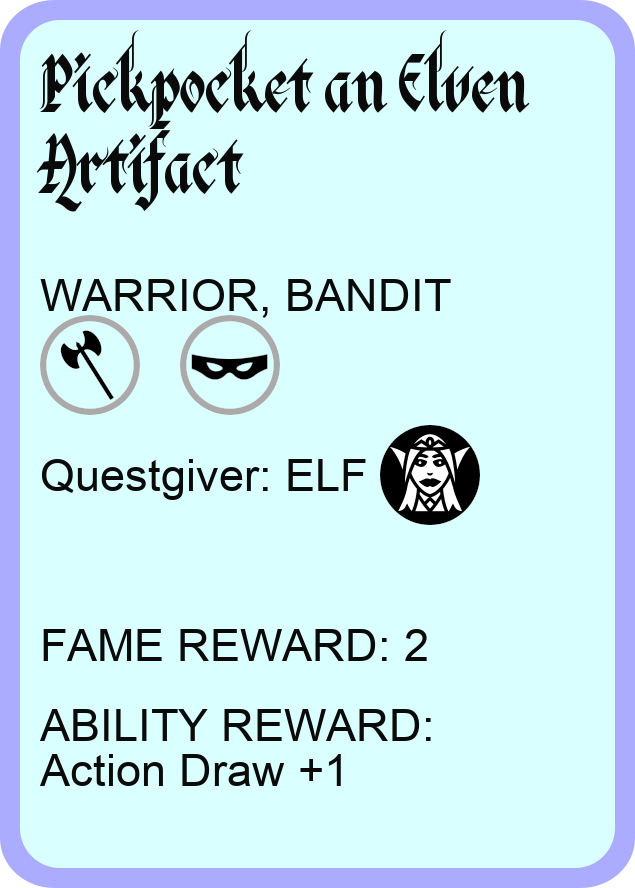 Pickpocket an Elven
Artifact
WARRIOR, BANDIT
Questgiver: ELF
FAME REWARD: 2
ABILITY REWARD:
Action Draw +1